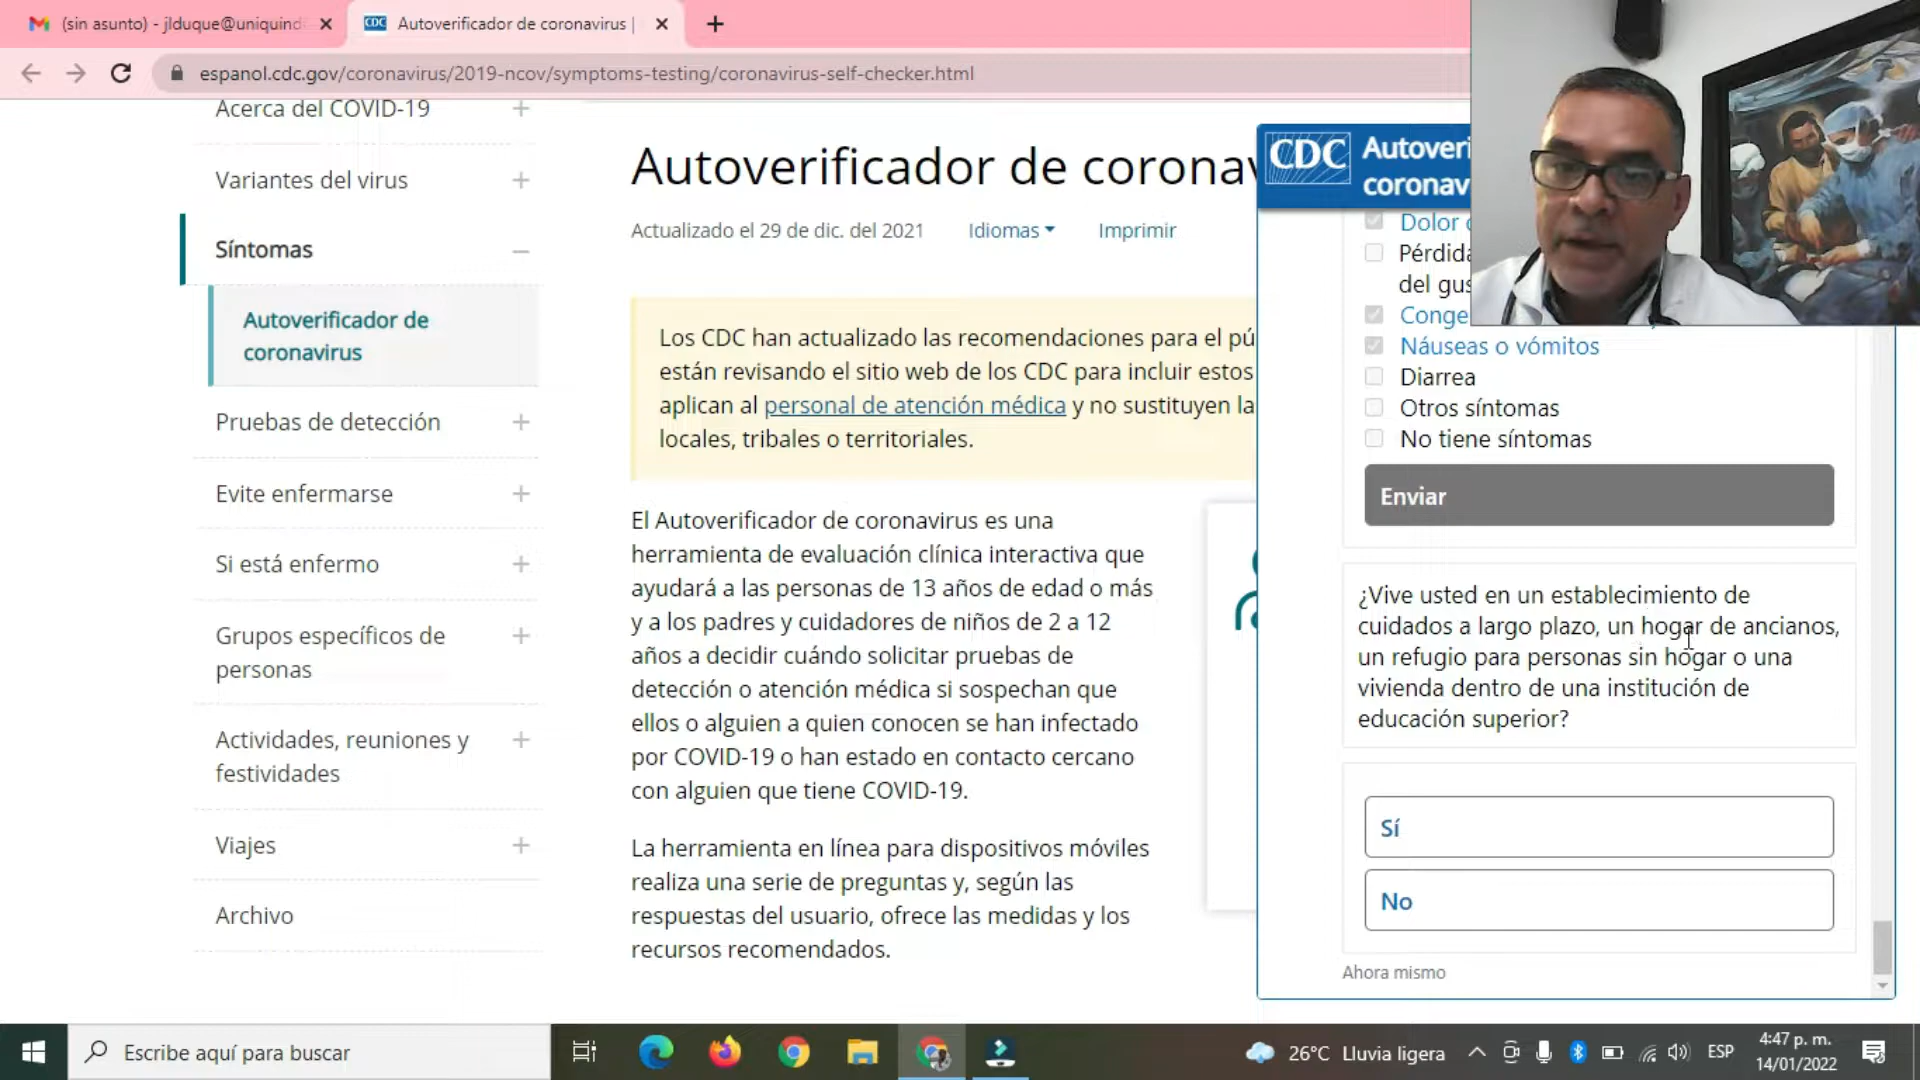 (sin asunto) - jlduque@uniquind
CDC Autoverificador de coronavirus |
espanol.cdc.gov/coronavirus/2019-ncov/symptoms-testing/coronavirus-self-checker.html
Acerca del COVID-19
Variantes del virus
Síntomas
Autoverificador de
coronavirus
Pruebas de detección
Evite enfermarse
Si está enfermo
Grupos específicos de
personas
Actividades, reuniones y
festividades
Viajes
Archivo
Autoverificador de coronav
Actualizado el 29 de dic. del 2021 Idiomas Imprimir
Los CDC han actualizado las recomendaciones para el pú
están revisando el sitio web de los CDC para incluir estos
aplican al personal de atención médica y no sustituyen la
locales, tribales o territoriales.
El Autoverificador de coronavirus es una
herramienta de evaluación clínica interactiva que
ayudará a las personas de 13 años de edad o más
y a los padres y cuidadores de niños de 2 a 12
años a decidir cuándo solicitar pruebas de
detección o atención médica si sospechan que
ellos o alguien a quien conocen se han infectado
por COVID-19 o han estado en contacto cercano
con alguien que tiene COVID-19.
La herramienta en línea para dispositivos móviles
realiza una serie de preguntas y, según las
respuestas del usuario, ofrece las medidas y los
recursos recomendados.
CDC
Autoveri
coronav
Dolor
Pérdida
del gus
Conge
Náuseas o vómitos
Diarrea
Otros síntomas
No tiene síntomas
Enviar
¿Vive usted en un establecimiento de
cuidados a largo plazo, un hogar de ancianos,
un refugio para personas sin hogar o una
vivienda dentro de una institución de
educación superior?
Sí
No
Ahora mismo
Escribe aquí para buscar
26°C Lluvia ligera
ESP
4:47 p. m.
14/01/2022